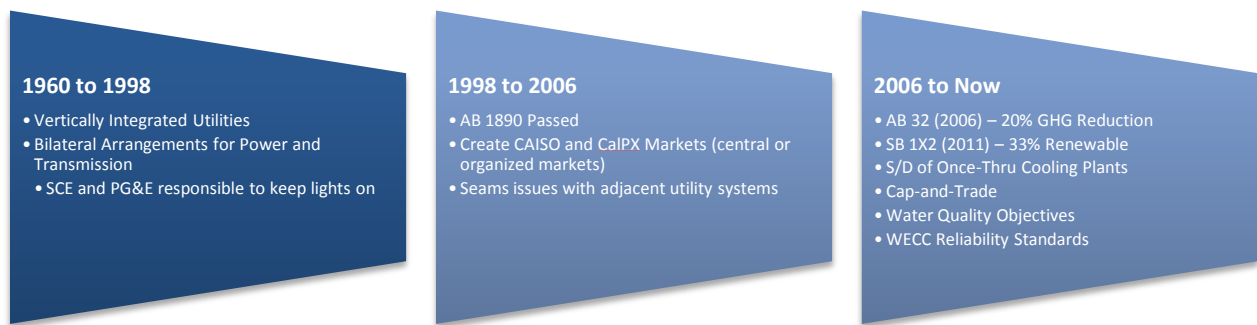 1960 to 1998
• Vertically Integrated Utilities
• Bilateral Arrangements for Power and
Transmission
• SCE and PG&E responsible to keep lights on
1998 to 2006
• AB 1890 Passed
• Create CAISO and CalPX Markets (central or
organized markets)
• Seams issues with adjacent utility systems
2006 to Now
• AB 32 (2006) – 20% GHG Reduction
• SB 1X2 (2011) – 33% Renewable
• S/D of Once-Thru Cooling Plants
• Cap-and-Trade
• Water Quality Objectives
• WECC Reliability Standards